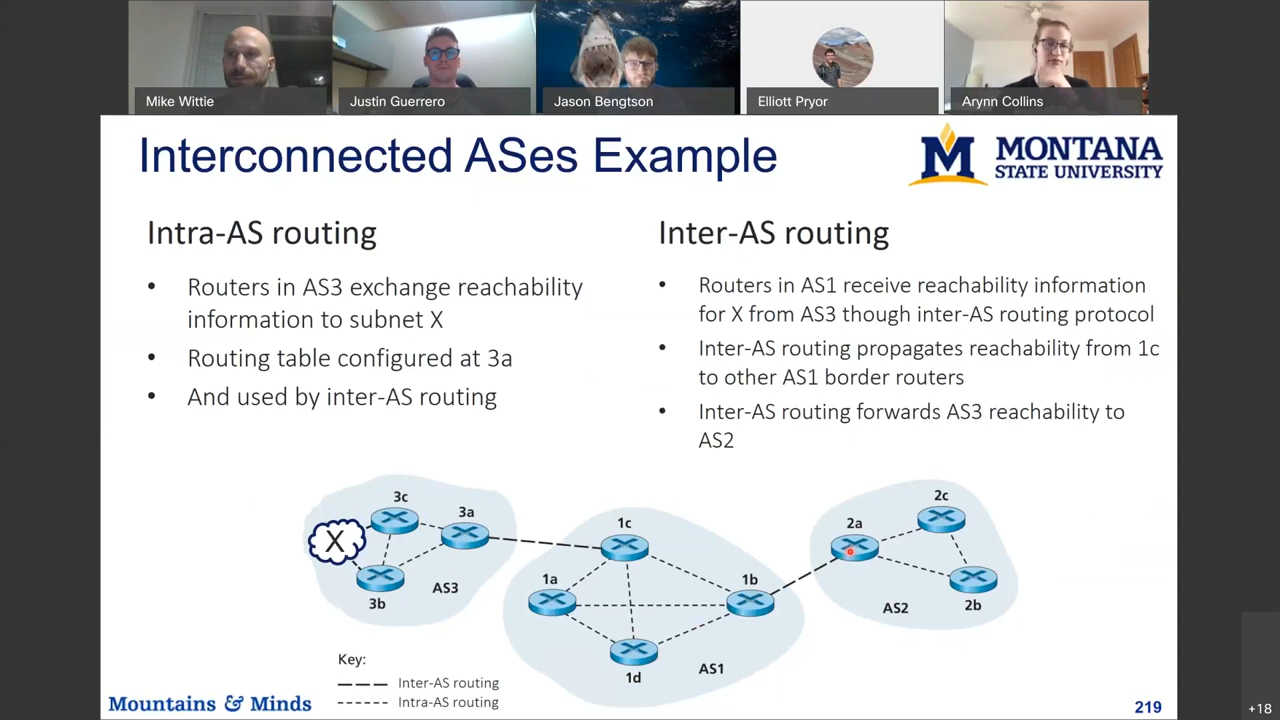 Mike Wittie
Justin Guerrero
Jason Bengtson
Elliott Pryor
Arynn Collins
Interconnected ASes Example
M MONTANA
STATE UNIVERSITY
Intra-AS routing
• Routers in AS3 exchange reachability
information to subnet X
• Routing table configured at 3a
• And used by inter-AS routing
Inter-AS routing
• Routers in AS1 receive reachability information
for X from AS3 though inter-AS routing protocol
• Inter-AS routing propagates reachability from 1c
to other AS1 border routers
• Inter-AS routing forwards AS3 reachability to
AS2
X
3c
3a
3b
AS3
1c
1a
1b
1d
AS1
2a
2c
2b
AS2
Key:
Inter-AS routing
Intra-AS routing
Mountains & Minds
219
+18